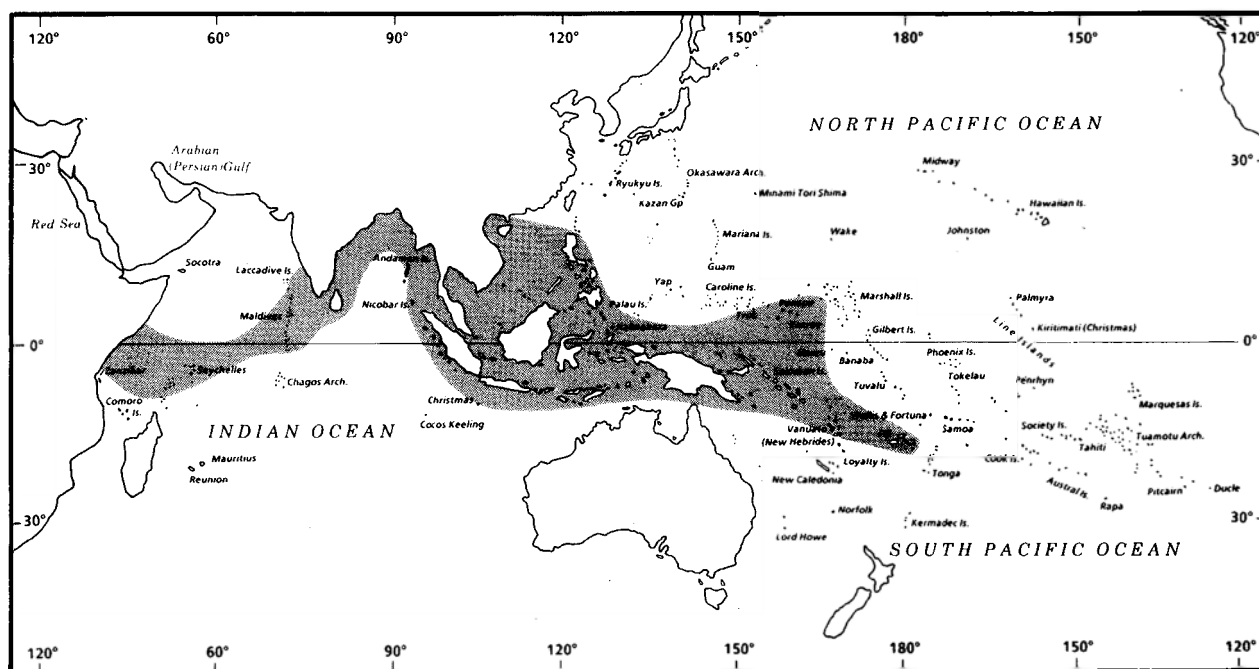 120° 60° 90° 120° 150° 180° 150° 120°
NORTH PACIFIC OCEAN
Arabian
(Persian)Gulf
30° 30°
Midway
Okasawara Arch.
Ryukyu Is.
Minami Tori Shima
Kazan Gp
Hawaiian Is.
Red Sea
Mariana Is.
Wake
Johnston
Socotra
Laccadive Is.
Andaman Is.
Guam
Yap
Caroline Is.
Marshall Is.
Palmyra
Nicobar Is.
Palau Is.
Maldives
Truk
Gilbert Is.
Kiritimati (Christmas)
Line Islands
0° 0°
Banaba
Phoenix Is.
Zanzibar
Seychelles
Chagos Arch.
Tuvalu
Tokelau
Penrhyn
Comoro
Is.
Christmas
Marquesas Is.
Cocos Keeling
Wallis & Fortuna
INDIAN OCEAN
Vanuatu
(New Hebrides)
Samoa
Society Is.
Tahiti
Tuamotu Arch.
Mauritius
Reunion
Loyalty Is.
Cook Is.
New Caledonia
Tonga
Austral Is.
Pitcairn
Ducle
Rapa
Norfolk
30° 30°
Kermadec Is.
Lord Howe
SOUTH PACIFIC OCEAN
120° 60° 90° 120° 150° 180° 150° 120°